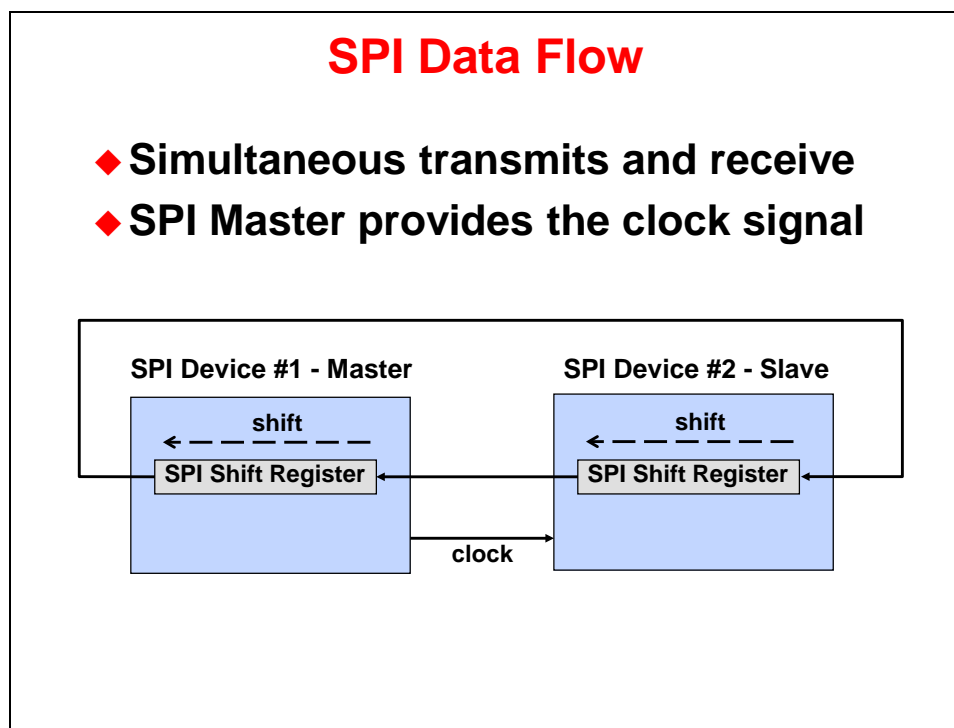 SPI Data Flow
Simultaneous transmits and receive
SPI Master provides the clock signal
SPI Device #1 - Master
SPI Device #2 - Slave
shift
shift
SPI Shift Register
SPI Shift Register
clock